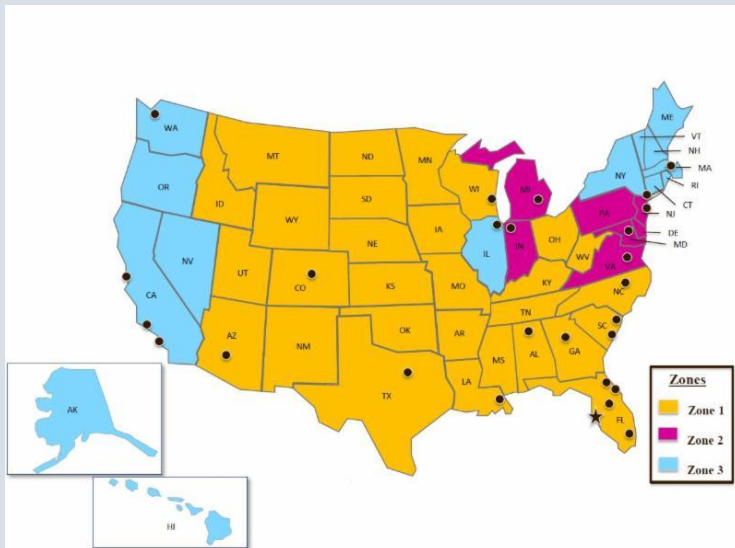 WA
ME
VT
NH
MA
RI
CT
NJ
DE
MD
MT
ND
MN
OR
ID
SD
WI
MI
NY
WY
IA
PA
NE
IL
IN
OH
NV
UT
CO
KS
MO
WV
VA
KY
CA
NC
TN
AZ
NM
OK
AR
SC
MS
AL
GA
TX
LA
FL
AK
HI
Zones
Zone 1
Zone 2
Zone 3